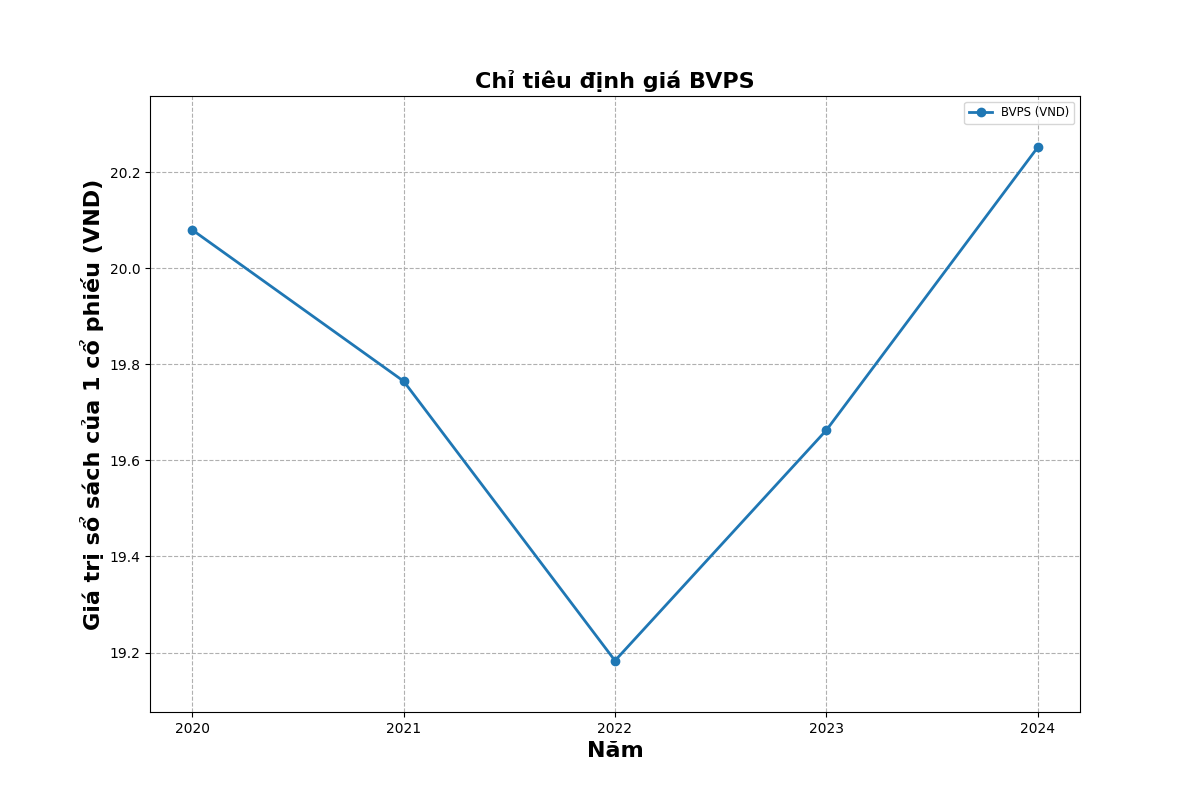 Chỉ tiêu định giá BVPS
BVPS (VND)
Giá trị sổ sách của 1 cổ phiếu (VND)
20.2
20.0
19.8
19.6
19.4
19.2
2020 2021 2022 2023 2024
Năm